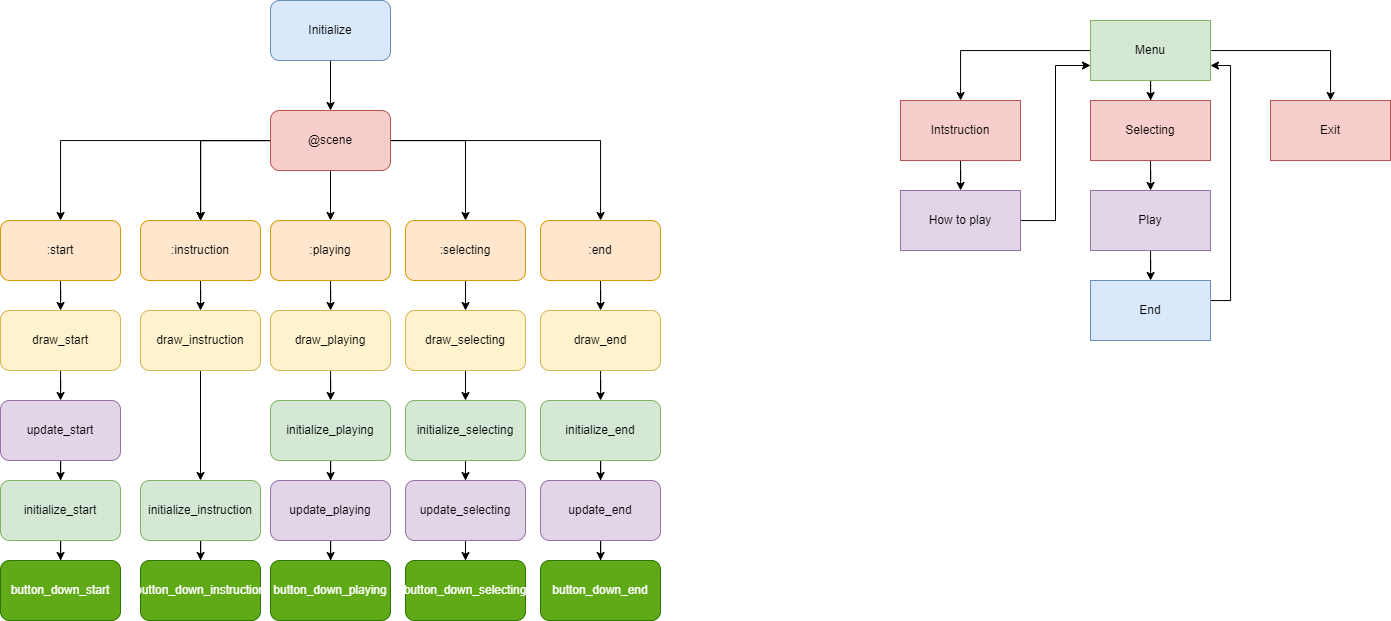 Initialize
@scene
:start
:instruction
:playing
:selecting
:end
draw_start
draw_instruction
draw_playing
draw_selecting
draw_end
update_start
initialize_playing
initialize_selecting
initialize_end
initialize_start
initialize_instruction
update_playing
update_selecting
update_end
button_down_start
button_down_instruction
button_down_playing
button_down_selecting
button_down_end
Menu
Intstruction
Selecting
Exit
How to play
Play
End